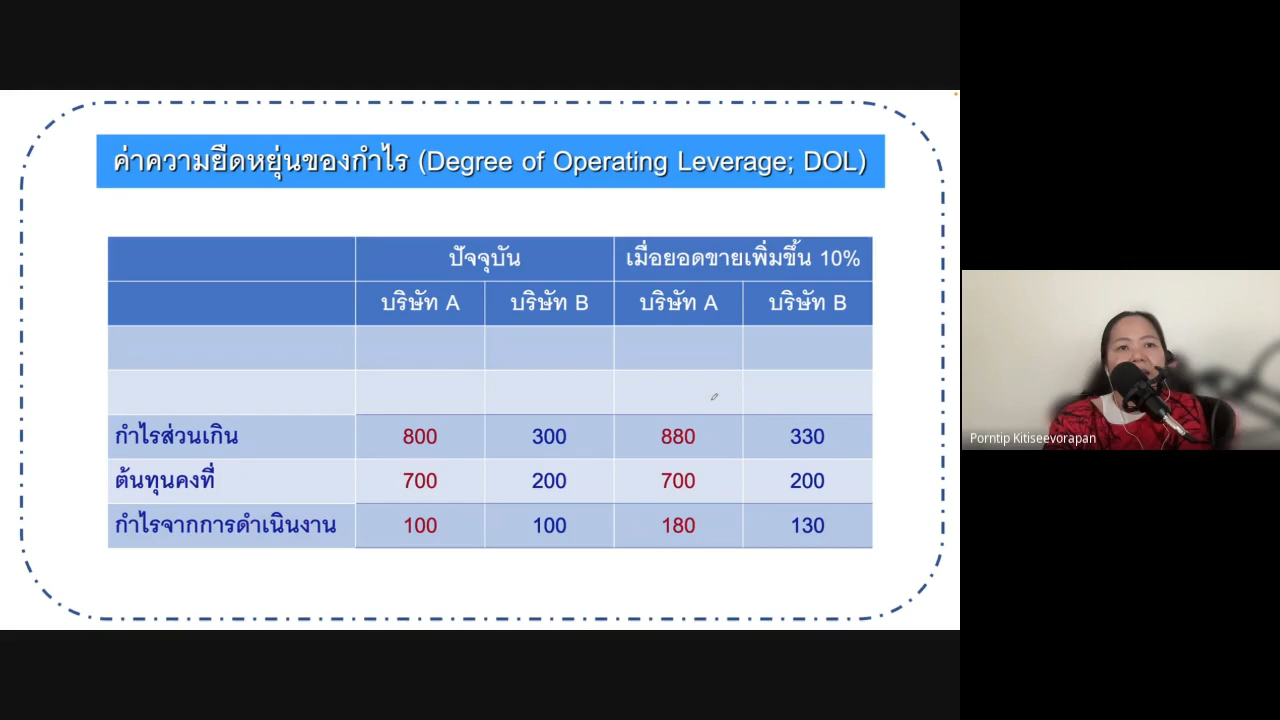 ค่าความยืดหยุ่นของกำไร (Degree of Operating Leverage; DOL)
ปัจจุบัน เมื่อยอดขายเพิ่มขึ้น 10%
บริษัท A บริษัท B บริษัท A บริษัท B
กำไรส่วนเกิน 800 300 880 330
ต้นทุนคงที่ 700 200 700 200
กำไรจากการดำเนินงาน 100 100 180 130
Porntip Kitiseevorapan